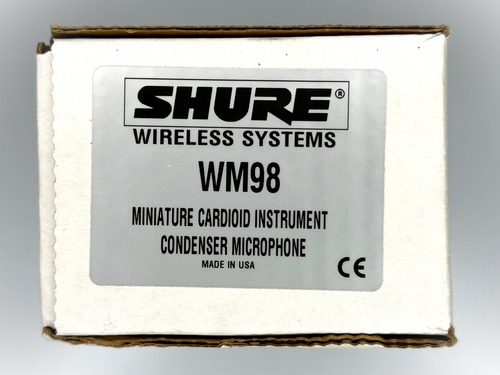 SHURE®
WIRELESS SYSTEMS
WM98
MINIATURE CARDIOID INSTRUMENT
CONDENSER MICROPHONE
MADE IN USA
CE